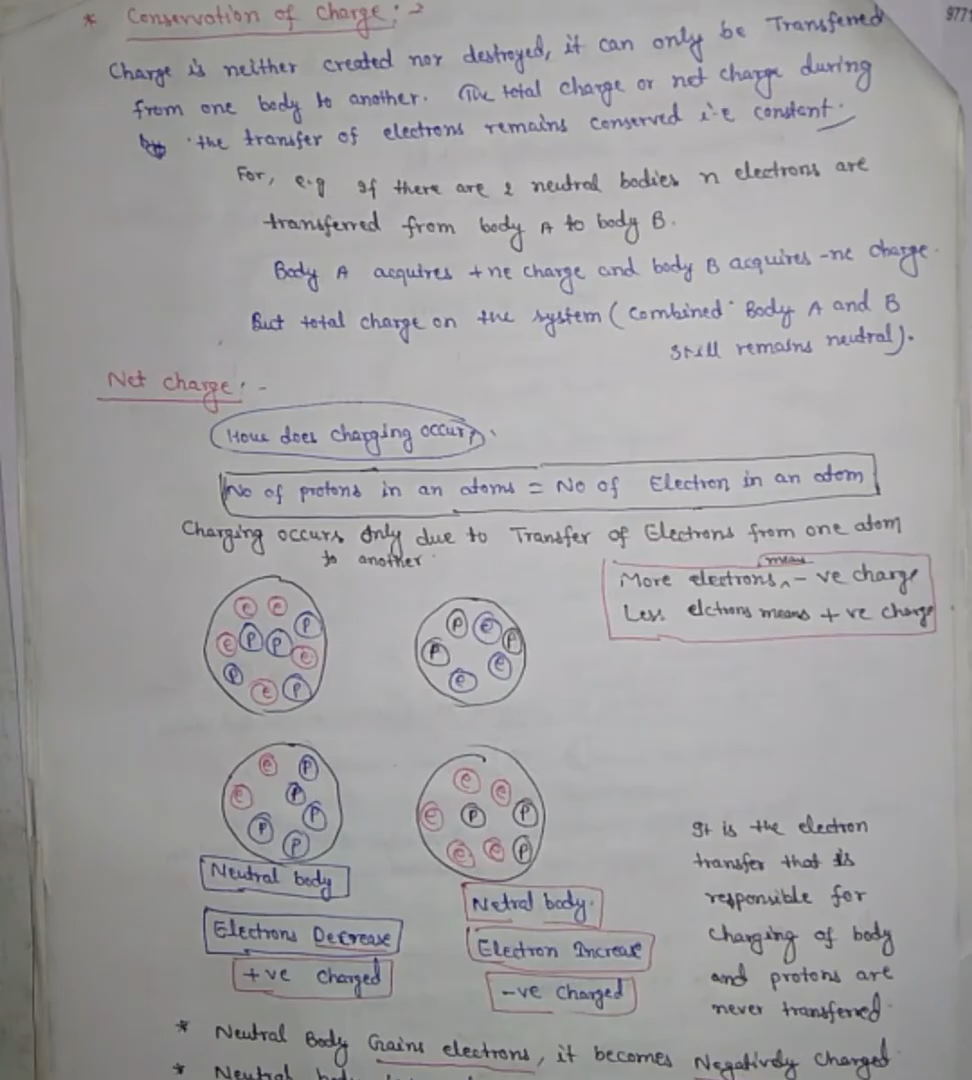 * Conservation of Charge :->
977
Charge is neither created nor destroyed, it can only be Transferred
from one body to another. The total charge or net charge during
the transfer of electrons remains conserved i.e constant.
For, e.g If there are 2 neutral bodies n electrons are
transferred from body A to body B.
Body A acquires +ne charge and body B acquires -ne charge.
But total charge on the system (Combined Body A and B
still remains neutral).
Net charge :-
How does charging occur?
No of protons in an atoms = No of Electron in an atom
Charging occurs Only due to Transfer of Electrons from one atom
to another.
means
More electrons ^ - ve charge
Less elctrons means + ve charge
e e
P
e P P
e
P
e P
P e
P
P
e
e
e P
e P
P
P
P
e
e
e P P
e e P
It is the electron
transfer that is
responsible for
charging of body
and protons are
never transferred.
Neutral body
Electrons Decrease
+ve Charged
Netral body.
Electron Increase
-ve Charged
* Neutral Body Gains electrons, it becomes Negatively Charged
* Neutral